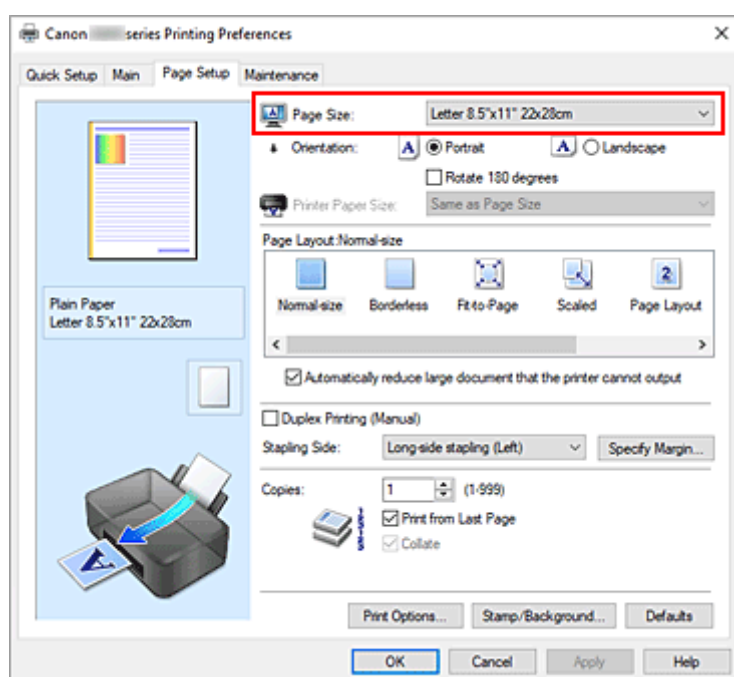 Canon series Printing Preferences
Quick Setup Main Page Setup Maintenance
Page Size: Letter 8.5"x11" 22x28cm
Orientation: A Portrait A Landscape
Rotate 180 degrees
Printer Paper Size: Same as Page Size
Page Layout:Normal-size
Normal-size Borderless Fit-to-Page Scaled Page Layout
Plain Paper
Letter 8.5"x11" 22x28cm
Automatically reduce large document that the printer cannot output
Duplex Printing (Manual)
Stapling Side: Long-side stapling (Left) Specify Margin...
Copies: 1 (1-999)
Print from Last Page
Collate
A
Print Options... Stamp/Background... Defaults
OK Cancel Apply Help